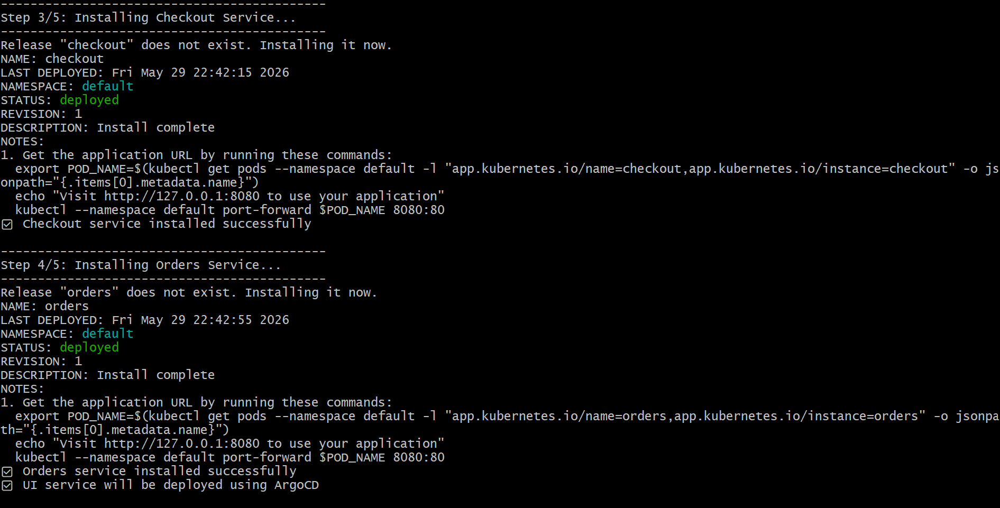 --------------------------------------------
Step 3/5: Installing Checkout Service...
--------------------------------------------
Release "checkout" does not exist. Installing it now.
NAME: checkout
LAST DEPLOYED: Fri May 29 22:42:15 2026
NAMESPACE: default
STATUS: deployed
REVISION: 1
DESCRIPTION: Install complete
NOTES:
1. Get the application URL by running these commands:
  export POD_NAME=$(kubectl get pods --namespace default -l "app.kubernetes.io/name=checkout,app.kubernetes.io/instance=checkout" -o js
onpath="{.items[0].metadata.name}")
  echo "Visit http://127.0.0.1:8080 to use your application"
  kubectl --namespace default port-forward $POD_NAME 8080:80
☑ Checkout service installed successfully

--------------------------------------------
Step 4/5: Installing Orders Service...
--------------------------------------------
Release "orders" does not exist. Installing it now.
NAME: orders
LAST DEPLOYED: Fri May 29 22:42:55 2026
NAMESPACE: default
STATUS: deployed
REVISION: 1
DESCRIPTION: Install complete
NOTES:
1. Get the application URL by running these commands:
  export POD_NAME=$(kubectl get pods --namespace default -l "app.kubernetes.io/name=orders,app.kubernetes.io/instance=orders" -o jsonpa
th="{.items[0].metadata.name}")
  echo "Visit http://127.0.0.1:8080 to use your application"
  kubectl --namespace default port-forward $POD_NAME 8080:80
☑ Orders service installed successfully
☑ UI service will be deployed using ArgoCD